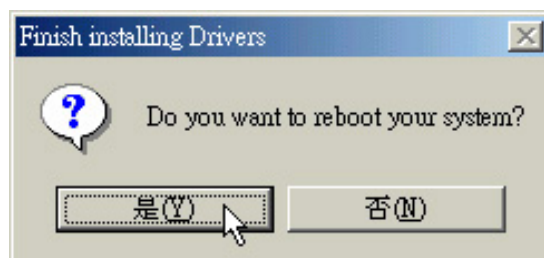 Finish installing Drivers
Do you want to reboot your system?
是(Y) 否(N)